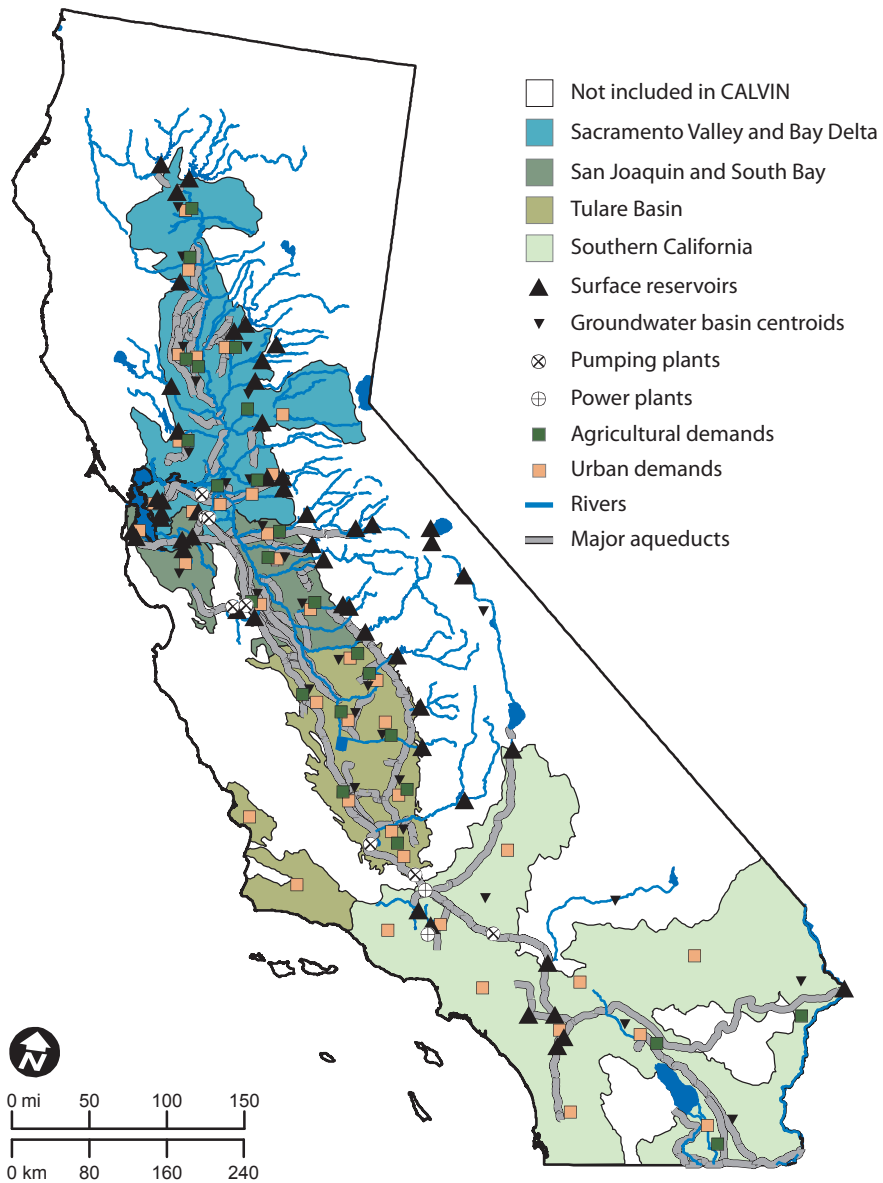 Not included in CALVIN
Sacramento Valley and Bay Delta
San Joaquin and South Bay
Tulare Basin
Southern California
Surface reservoirs
Groundwater basin centroids
Pumping plants
Power plants
Agricultural demands
Urban demands
Rivers
Major aqueducts
N
0 mi 50 100 150
0 km 80 160 240